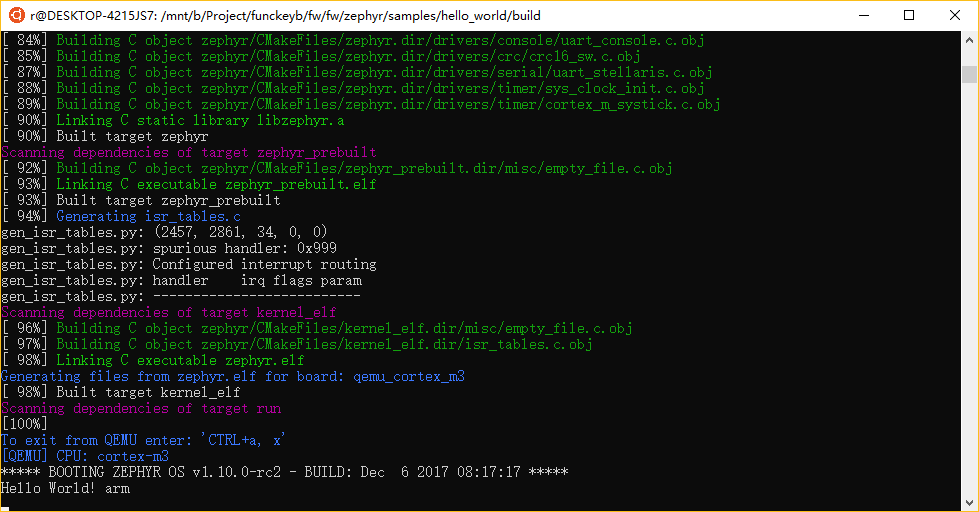 r@DESKTOP-4215JS7: /mnt/b/Project/funckeyb/fw/fw/zephyr/samples/hello_world/build
[ 84%] Building C object zephyr/CMakeFiles/zephyr.dir/drivers/console/uart_console.c.obj
[ 85%] Building C object zephyr/CMakeFiles/zephyr.dir/drivers/crc/crc16_sw.c.obj
[ 87%] Building C object zephyr/CMakeFiles/zephyr.dir/drivers/serial/uart_stellaris.c.obj
[ 88%] Building C object zephyr/CMakeFiles/zephyr.dir/drivers/timer/sys_clock_init.c.obj
[ 89%] Building C object zephyr/CMakeFiles/zephyr.dir/drivers/timer/cortex_m_systick.c.obj
[ 90%] Linking C static library libzephyr.a
[ 90%] Built target zephyr
Scanning dependencies of target zephyr_prebuilt
[ 92%] Building C object zephyr/CMakeFiles/zephyr_prebuilt.dir/misc/empty_file.c.obj
[ 93%] Linking C executable zephyr_prebuilt.elf
[ 93%] Built target zephyr_prebuilt
[ 94%] Generating isr_tables.c
gen_isr_tables.py: (2457, 2861, 34, 0, 0)
gen_isr_tables.py: spurious handler: 0x999
gen_isr_tables.py: Configured interrupt routing
gen_isr_tables.py: handler    irq flags param
gen_isr_tables.py: --------------------------
Scanning dependencies of target kernel_elf
[ 96%] Building C object zephyr/CMakeFiles/kernel_elf.dir/misc/empty_file.c.obj
[ 97%] Building C object zephyr/CMakeFiles/kernel_elf.dir/isr_tables.c.obj
[ 98%] Linking C executable zephyr.elf
Generating files from zephyr.elf for board: qemu_cortex_m3
[ 98%] Built target kernel_elf
Scanning dependencies of target run
[100%]
To exit from QEMU enter: 'CTRL+a, x'
[QEMU] CPU: cortex-m3
***** BOOTING ZEPHYR OS v1.10.0-rc2 - BUILD: Dec  6 2017 08:17:17 *****
Hello World! arm